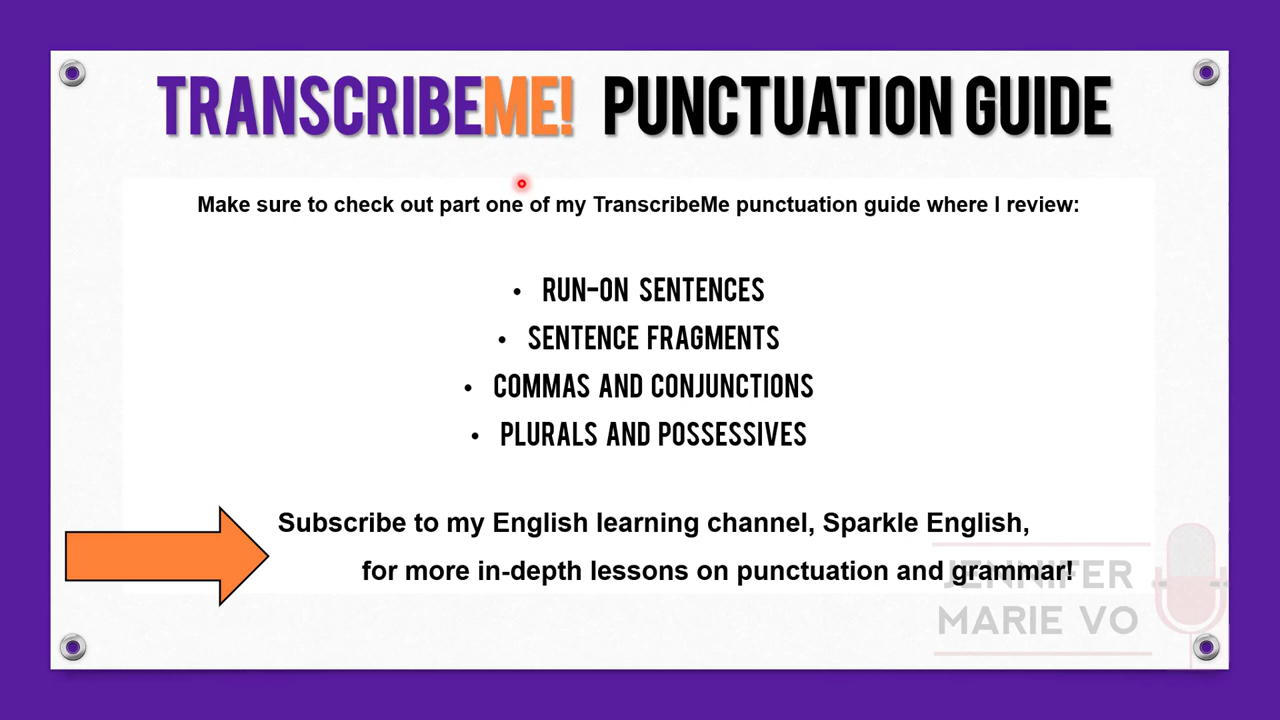 TRANSCRIBEME! PUNCTUATION GUIDE
Make sure to check out part one of my TranscribeMe punctuation guide where I review:
• RUN-ON SENTENCES
• SENTENCE FRAGMENTS
• COMMAS AND CONJUNCTIONS
• PLURALS AND POSSESSIVES
Subscribe to my English learning channel, Sparkle English,
for more in-depth lessons on punctuation and grammar!
JENNIFER
MARIE VO